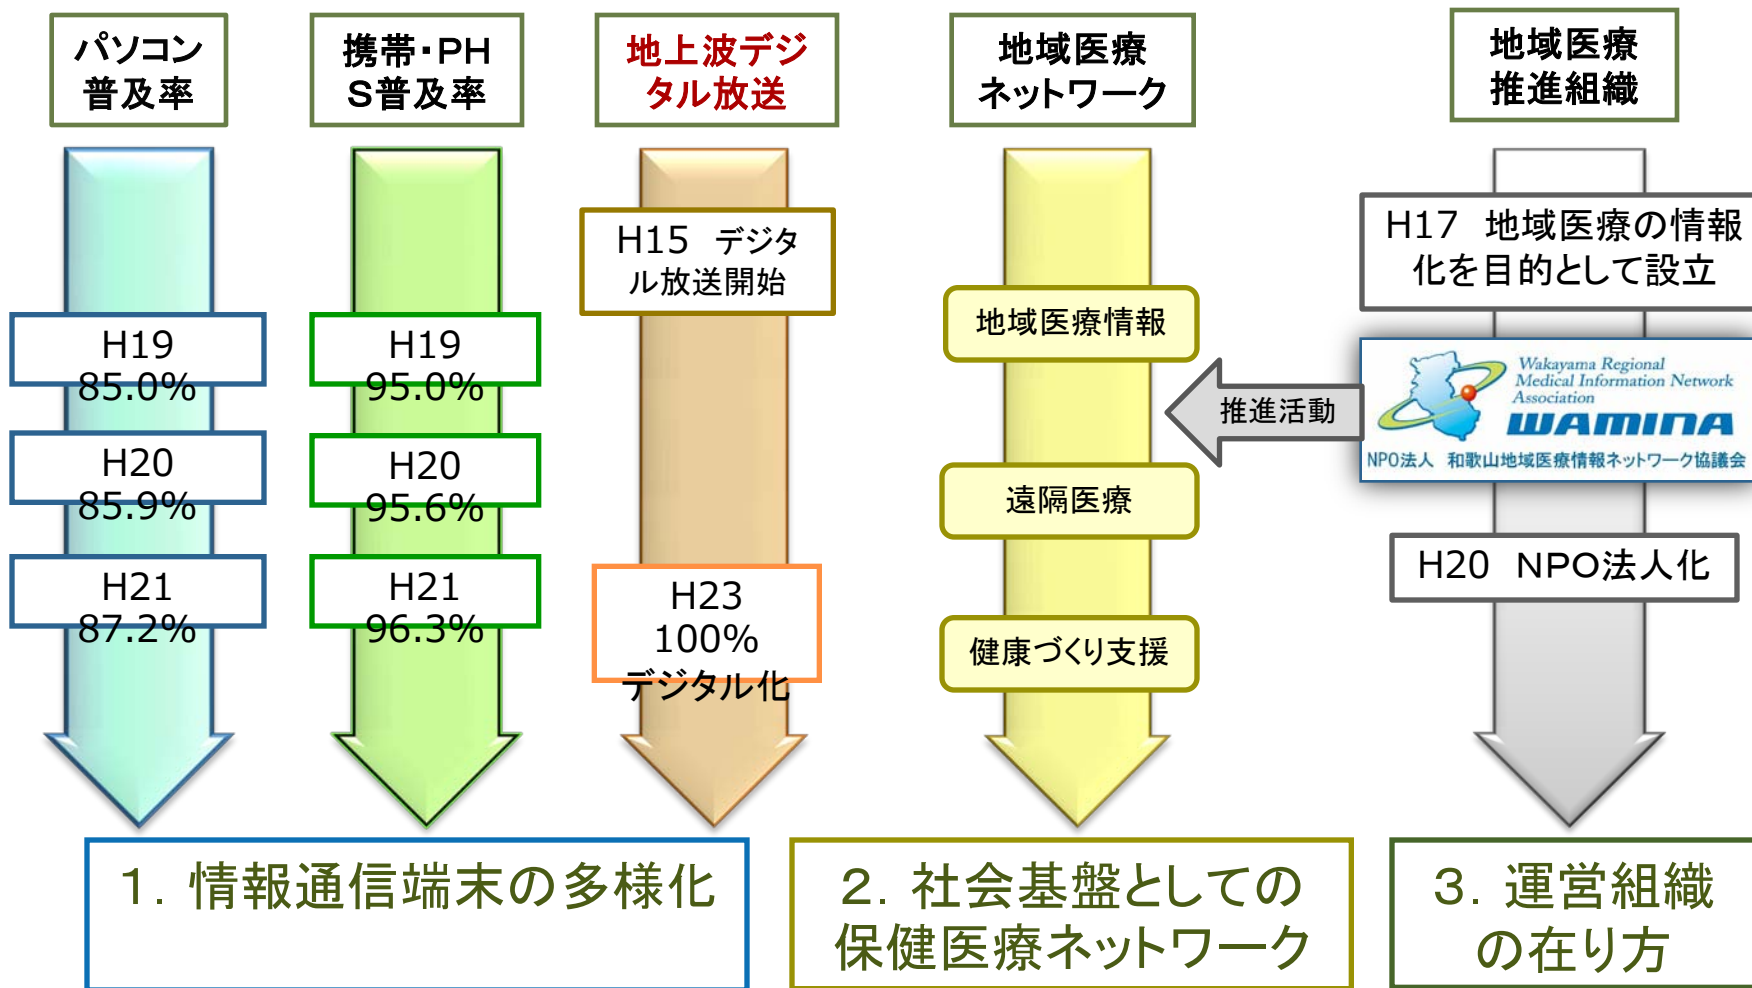 パソコン
普及率
携帯・PH
S普及率
地上波デジ
タル放送
地域医療
ネットワーク
地域医療
推進組織
H19
85.0%
H20
85.9%
H21
87.2%
H19
95.0%
H20
95.6%
H21
96.3%
H15 デジタ
ル放送開始
H23
100%
デジタル化
地域医療情報
遠隔医療
健康づくり支援
推進活動
H17 地域医療の情報
化を目的として設立
Wakayama Regional
Medical Information Network
Association
WAMINA
NPO法人 和歌山地域医療情報ネットワーク協議会
H20 NPO法人化
1. 情報通信端末の多様化
2. 社会基盤としての
保健医療ネットワーク
3. 運営組織
の在り方